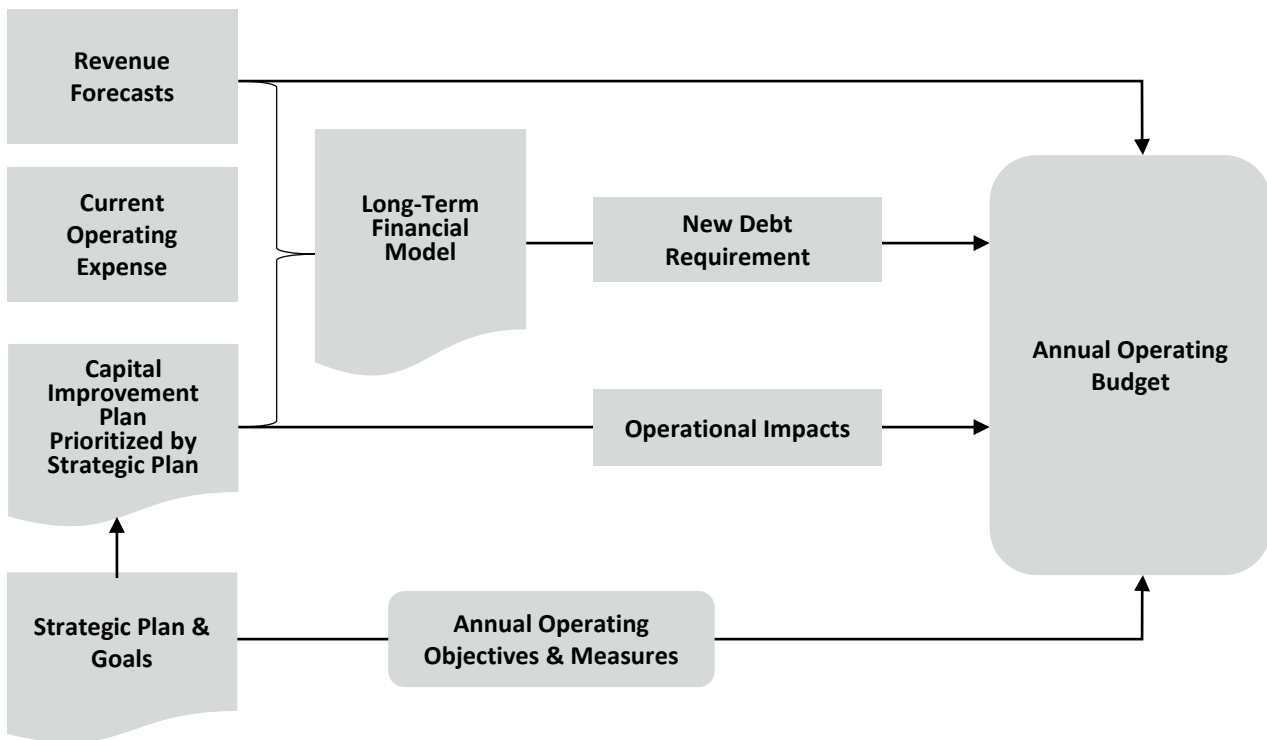 Revenue
Forecasts
Current
Operating
Expense
Long-Term
Financial
Model
New Debt
Requirement
Annual Operating
Budget
Capital
Improvement
Plan
Prioritized by
Strategic Plan
Operational Impacts
Strategic Plan &
Goals
Annual Operating
Objectives & Measures